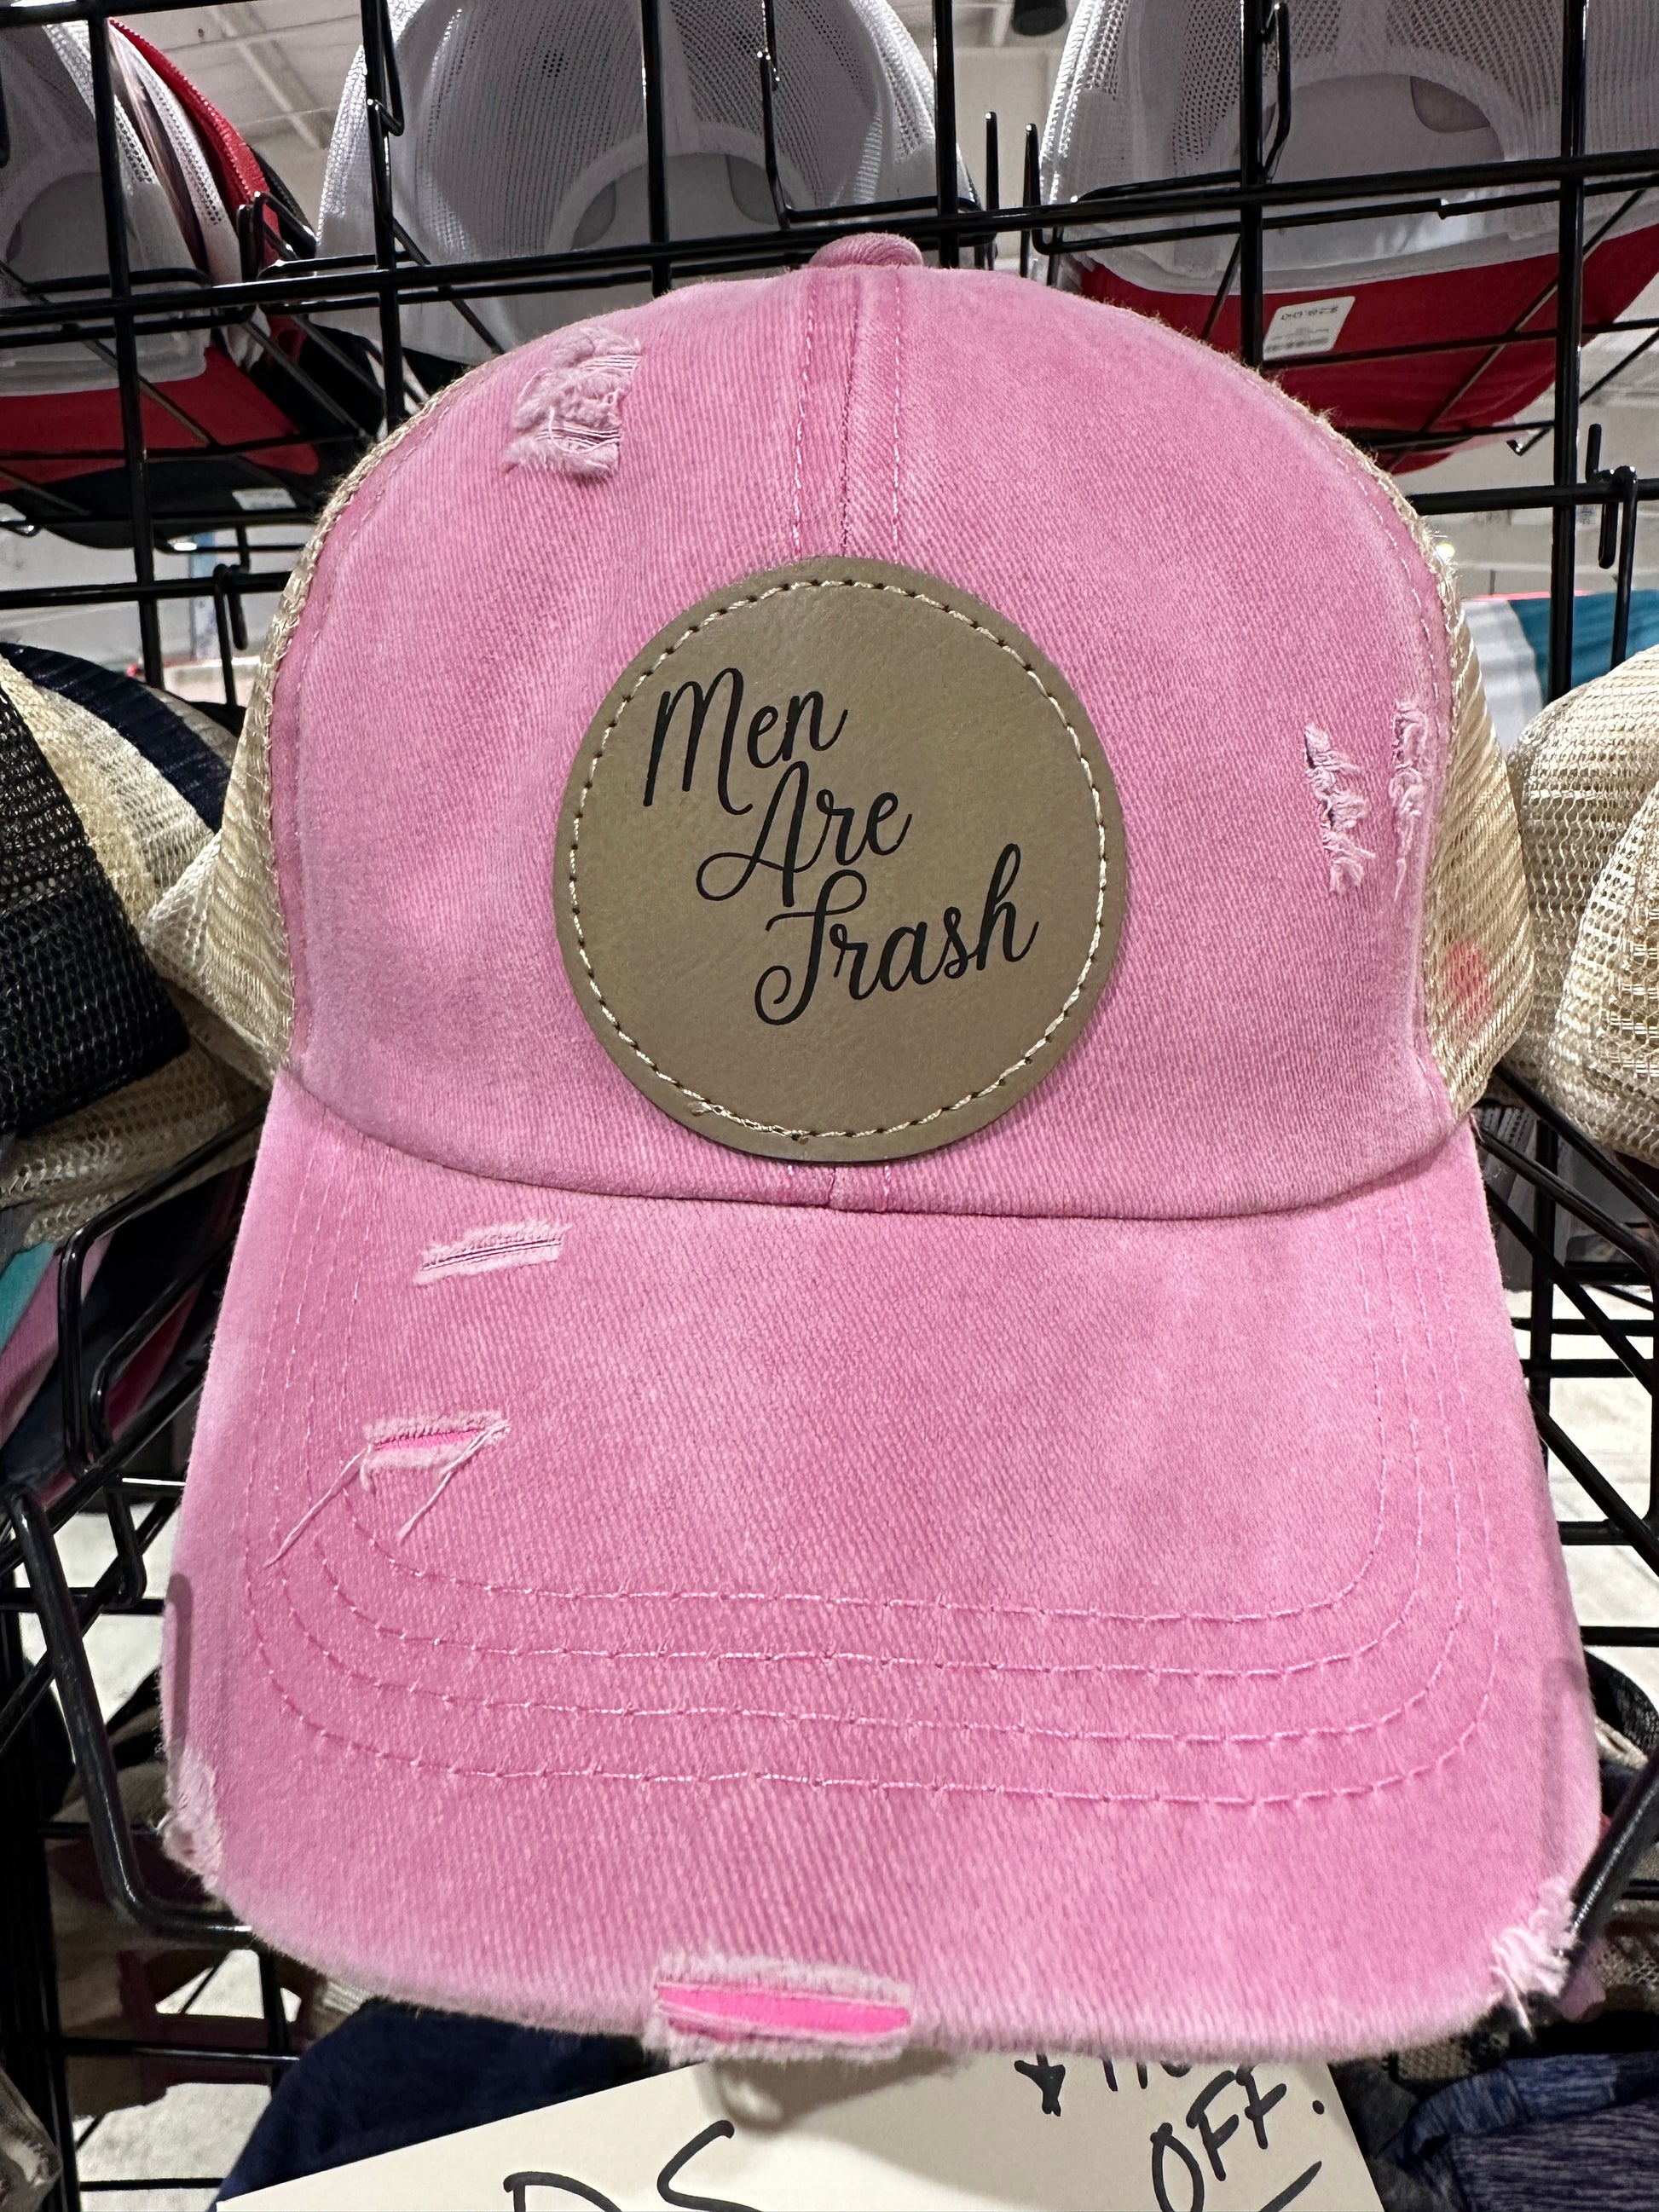 Men
Are
Trash
OFF.